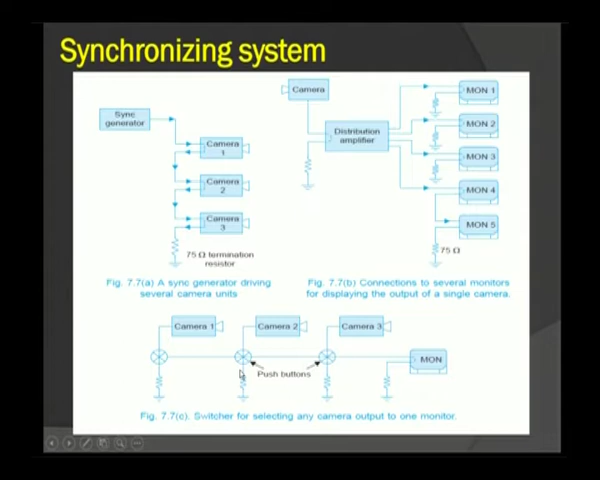 Synchronizing system
Sync
generator
Camera
1
Camera
2
Camera
3
75 Ω termination
resistor
Fig. 7.7(a) A sync generator driving
several camera units
Camera
Distribution
amplifier
MON 1
MON 2
MON 3
MON 4
MON 5
75 Ω
Fig. 7.7(b) Connections to several monitors
for displaying the output of a single camera.
Camera 1
Camera 2
Camera 3
Push buttons
MON
Fig. 7.7(c). Switcher for selecting any camera output to one monitor.